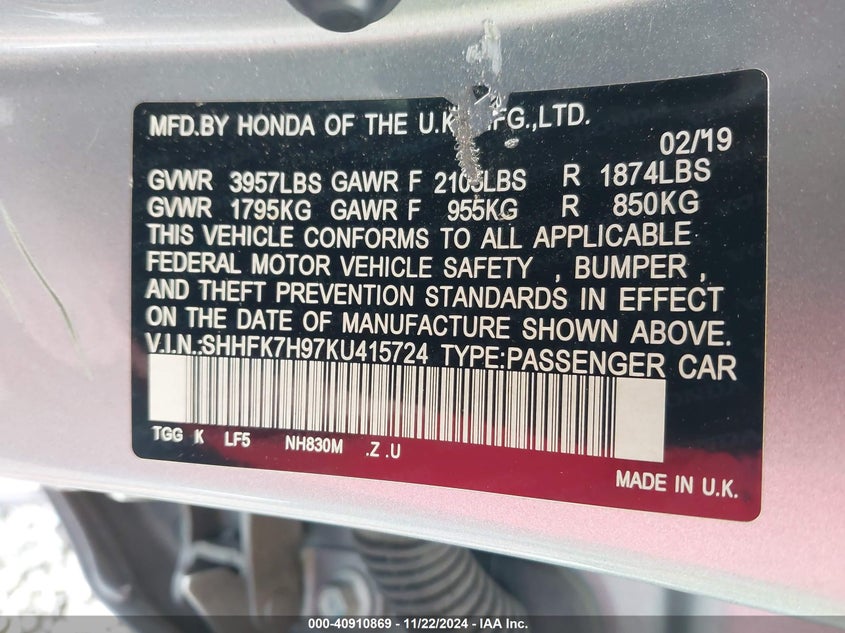 MFD.BY HONDA OF THE U.K. MFG.,LTD.
02/'19
GVWR 3957LBS GAWR F 2105LBS R 1874LBS
GVWR 1795KG GAWR F 955KG R 850KG
THIS VEHICLE CONFORMS TO ALL APPLICABLE
FEDERAL MOTOR VEHICLE SAFETY , BUMPER ,
AND THEFT PREVENTION STANDARDS IN EFFECT
ON THE DATE OF MANUFACTURE SHOWN ABOVE.
V.I.N.:SHHFK7H97KU415724 TYPE:PASSENGER CAR
TGG K LF5 NH830M .Z .U
MADE IN U.K.
000-40910869 - 11/22/2024 - IAA Inc.